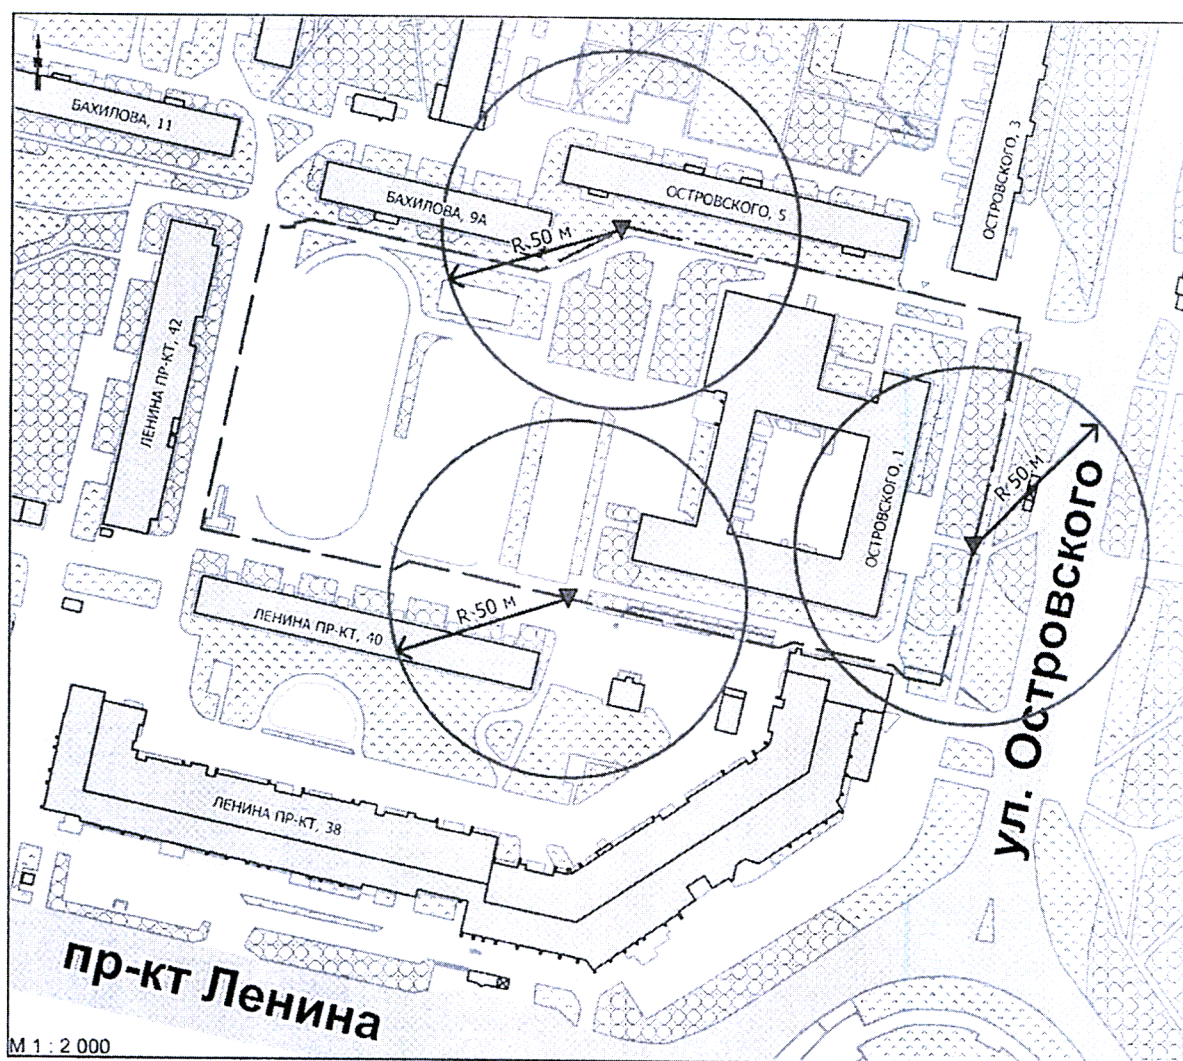 БАХИЛОВА, 11
БАХИЛОВА, 9А
ОСТРОВСКОГО, 5
ОСТРОВСКОГО, 3
R-50 м
ЛЕНИНА ПР-КТ, 42
ОСТРОВСКОГО, 1
R-50 м
R-50 м
ЛЕНИНА ПР-КТ, 40
ул. Островского
ЛЕНИНА ПР-КТ, 38
пр-кт Ленина
М 1 : 2 000